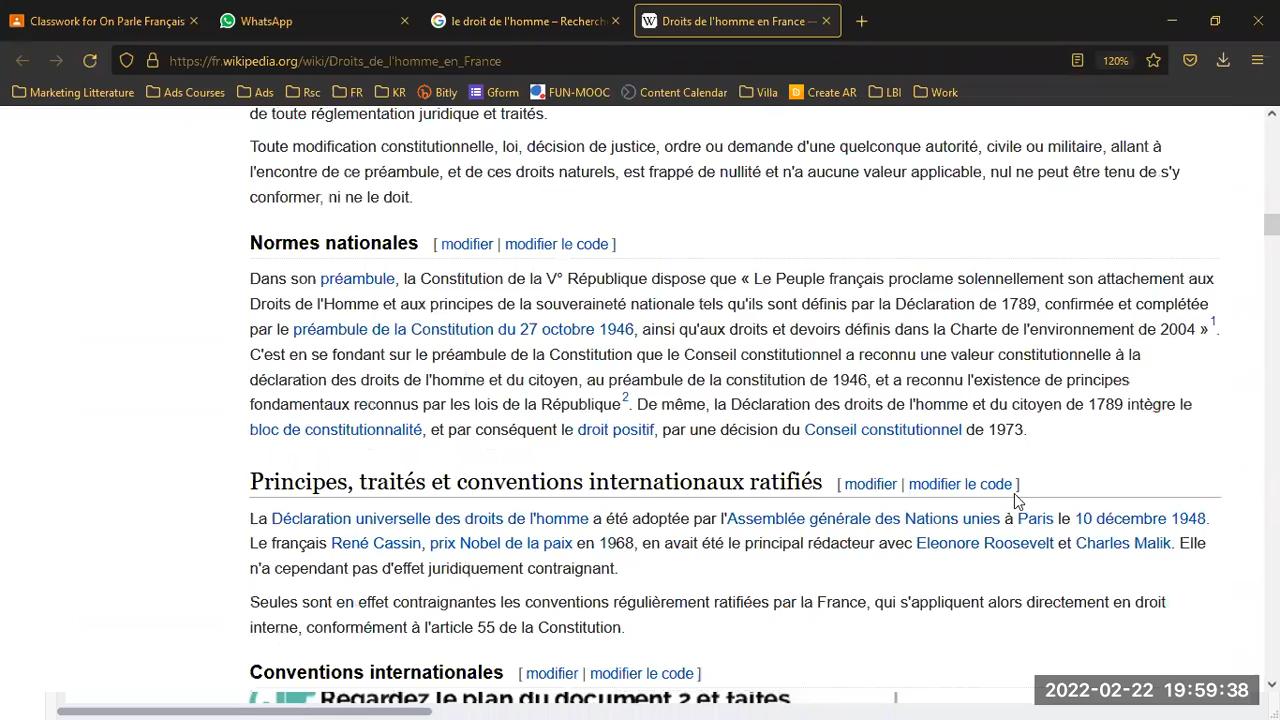 Classwork for On Parle Français
WhatsApp
le droit de l'homme – Recherch
Droits de l'homme en France —
https://fr.wikipedia.org/wiki/Droits_de_l'homme_en_France
120%
Marketing Litterature
Ads Courses
Ads
Rsc
FR
KR
Bitly
Gform
FUN-MOOC
Content Calendar
Villa
Create AR
LBI
Work
de toute réglementation juridique et traités.
Toute modification constitutionnelle, loi, décision de justice, ordre ou demande d'une quelconque autorité, civile ou militaire, allant à
l'encontre de ce préambule, et de ces droits naturels, est frappé de nullité et n'a aucune valeur applicable, nul ne peut être tenu de s'y
conformer, ni ne le doit.
Normes nationales [ modifier | modifier le code ]
Dans son préambule, la Constitution de la V° République dispose que « Le Peuple français proclame solennellement son attachement aux
Droits de l'Homme et aux principes de la souveraineté nationale tels qu'ils sont définis par la Déclaration de 1789, confirmée et complétée
par le préambule de la Constitution du 27 octobre 1946, ainsi qu'aux droits et devoirs définis dans la Charte de l'environnement de 2004 » 1.
C'est en se fondant sur le préambule de la Constitution que le Conseil constitutionnel a reconnu une valeur constitutionnelle à la
déclaration des droits de l'homme et du citoyen, au préambule de la constitution de 1946, et a reconnu l'existence de principes
fondamentaux reconnus par les lois de la République2. De même, la Déclaration des droits de l'homme et du citoyen de 1789 intègre le
bloc de constitutionnalité, et par conséquent le droit positif, par une décision du Conseil constitutionnel de 1973.
Principes, traités et conventions internationaux ratifiés [ modifier | modifier le code ]
La Déclaration universelle des droits de l'homme a été adoptée par l'Assemblée générale des Nations unies à Paris le 10 décembre 1948.
Le français René Cassin, prix Nobel de la paix en 1968, en avait été le principal rédacteur avec Eleonore Roosevelt et Charles Malik. Elle
n'a cependant pas d'effet juridiquement contraignant.
Seules sont en effet contraignantes les conventions régulièrement ratifiées par la France, qui s'appliquent alors directement en droit
interne, conformément à l'article 55 de la Constitution.
Conventions internationales [ modifier | modifier le code ]
Regardez le plan du document 2 et faites
2022-02-22 19:59:38